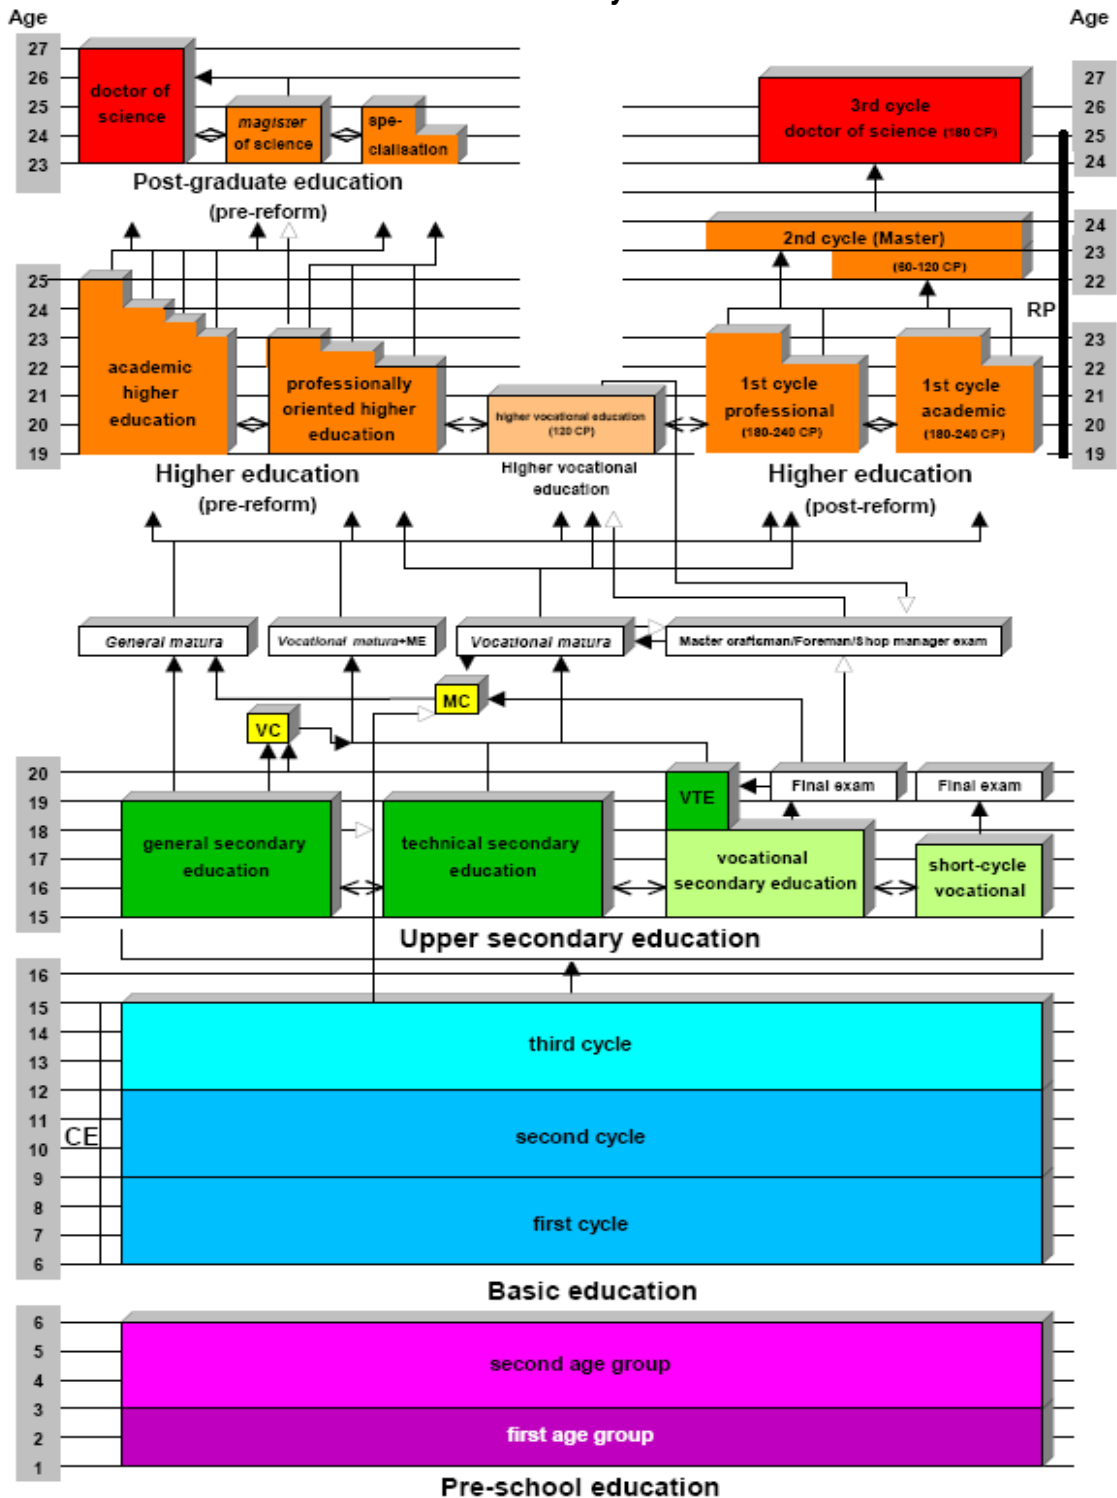 y
Age
Age
27
26
25
24
23
doctor of
science
magister
of science
spe-
cialisation
Post-graduate education
(pre-reform)
27
26
25
24
3rd cycle
doctor of science (180 CP)
24
23
22
2nd cycle (Master)
(60-120 CP)
RP
25
24
23
22
21
20
19
academic
higher
education
professionally
oriented higher
education
higher vocational education
(120 CP)
1st cycle
professional
(180-240 CP)
1st cycle
academic
(180-240 CP)
23
22
21
20
19
Higher education
(pre-reform)
Higher vocational
education
Higher education
(post-reform)
General matura
Vocational matura+ME
Vocational matura
Master craftsman/Foreman/Shop manager exam
MC
VC
20
19
18
17
16
15
general secondary
education
technical secondary
education
VTE
Final exam
Final exam
vocational
secondary education
short-cycle
vocational
Upper secondary education
16
15
14
13
12
11
10
9
8
7
6
CE
third cycle
second cycle
first cycle
Basic education
6
5
4
3
2
1
second age group
first age group
Pre-school education